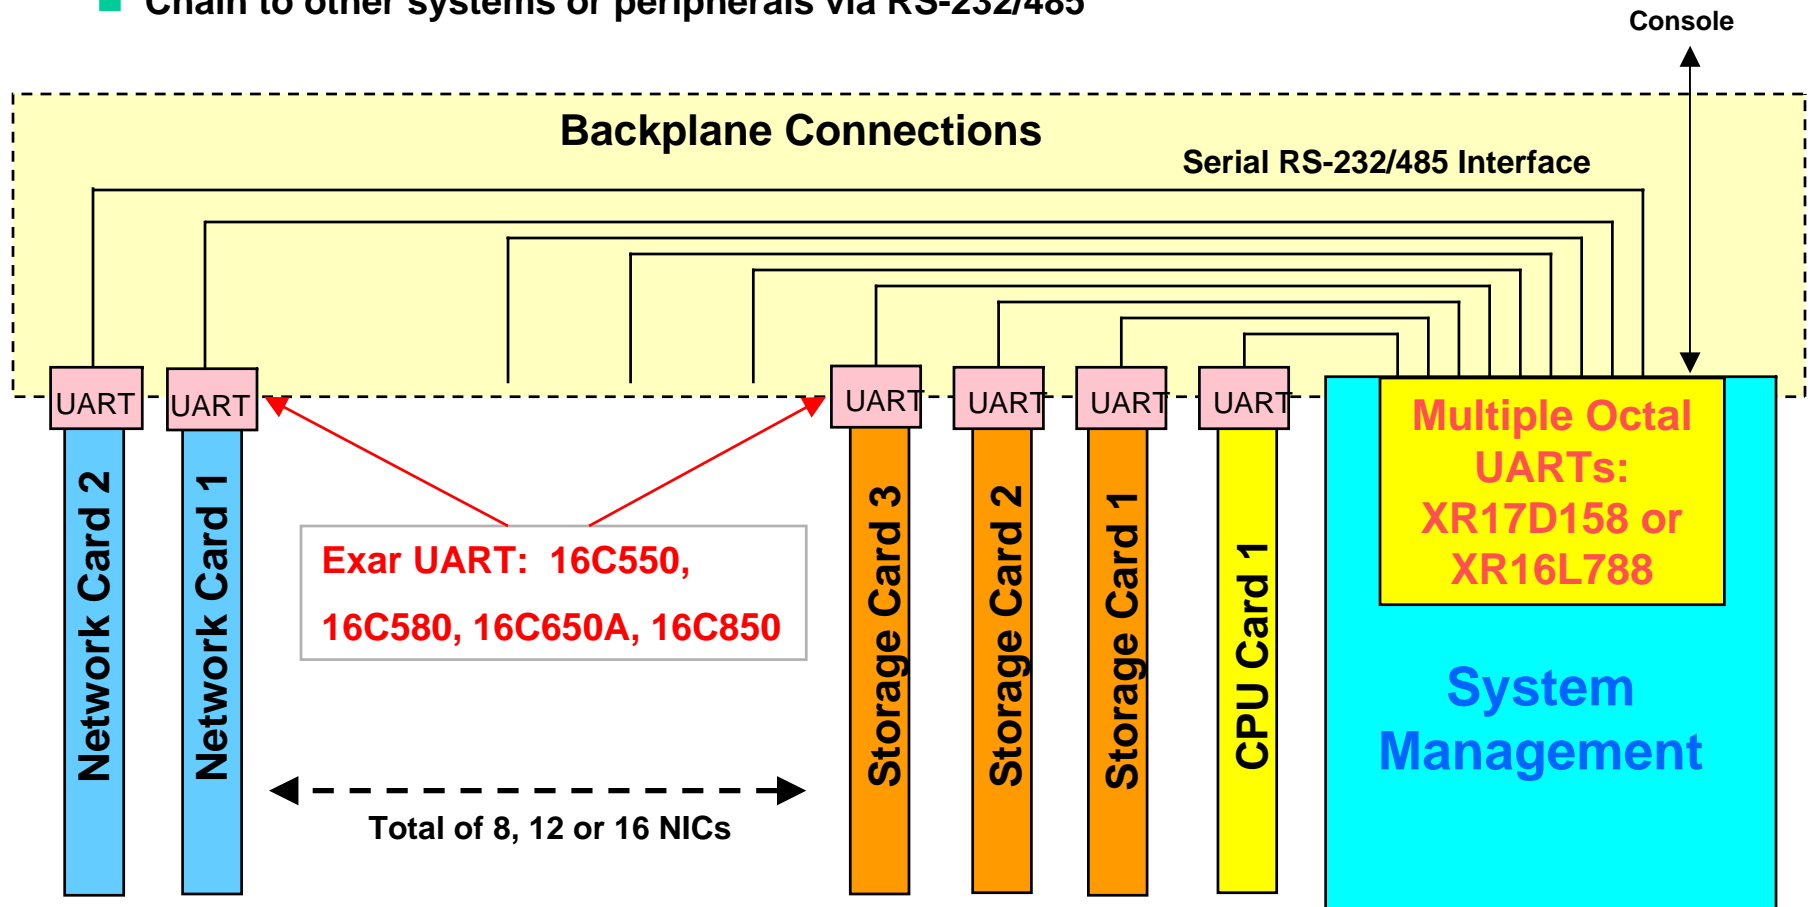 Chain to other systems or peripherals via RS-232/485
Console
Backplane Connections
Serial RS-232/485 Interface
UART
UART
UART
UART
UART
UART
Multiple Octal
UARTs:
XR17D158 or
XR16L788
Network Card 2
Network Card 1
Exar UART: 16C550,
16C580, 16C650A, 16C850
Storage Card 3
Storage Card 2
Storage Card 1
CPU Card 1
System
Management
Total of 8, 12 or 16 NICs